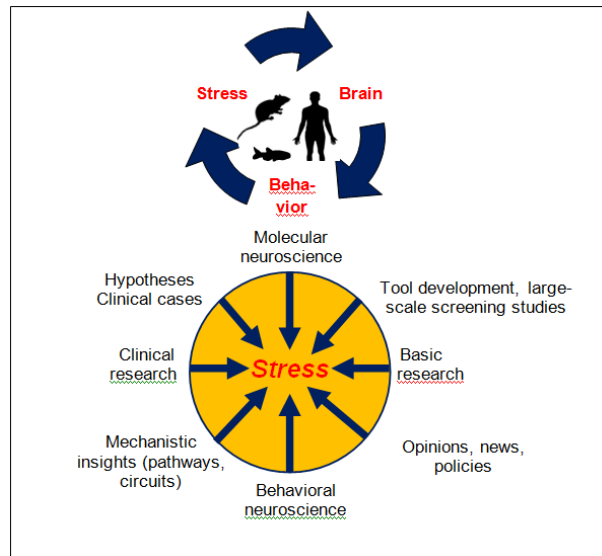 Stress
Brain
Beha-
vior
Molecular
neuroscience
Hypotheses
Clinical cases
Tool development, large-
scale screening studies
Clinical
research
Stress
Basic
research
Mechanistic
insights (pathways,
circuits)
Opinions, news,
policies
Behavioral
neuroscience